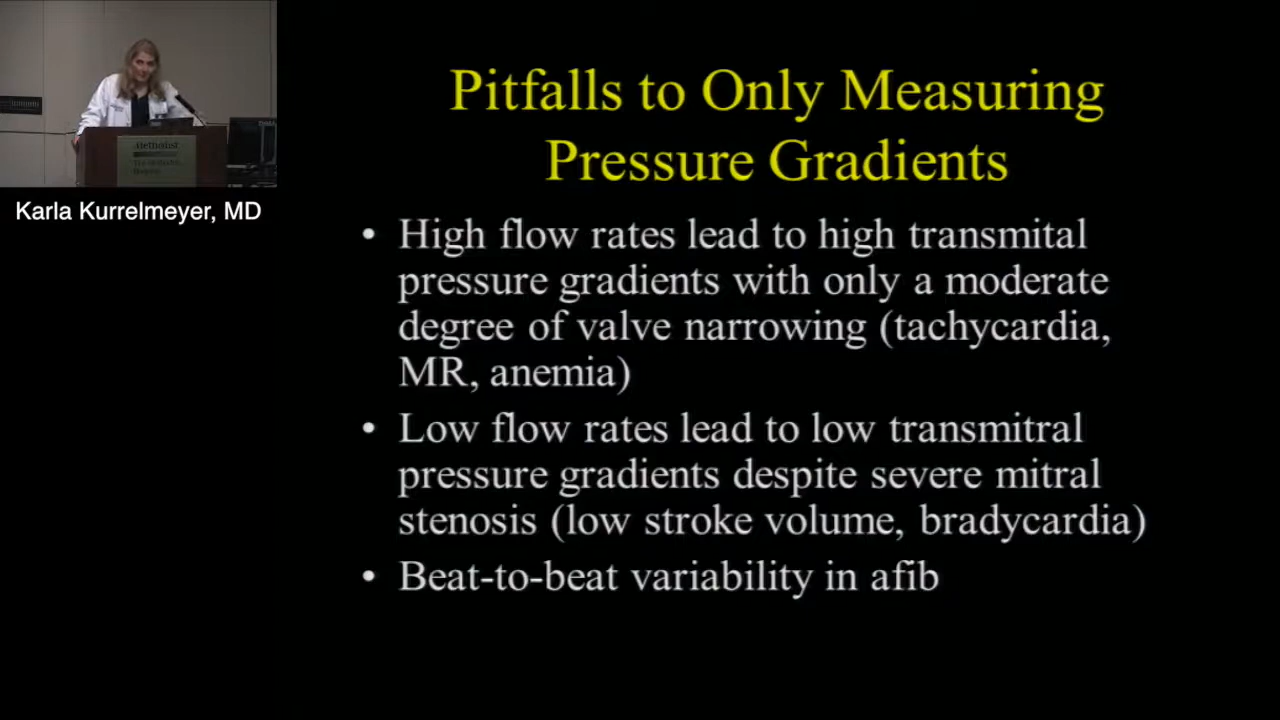 Methodist
Karla Kurrelmeyer, MD
Pitfalls to Only Measuring
Pressure Gradients
• High flow rates lead to high transmital
pressure gradients with only a moderate
degree of valve narrowing (tachycardia,
MR, anemia)
• Low flow rates lead to low transmitral
pressure gradients despite severe mitral
stenosis (low stroke volume, bradycardia)
• Beat-to-beat variability in afib